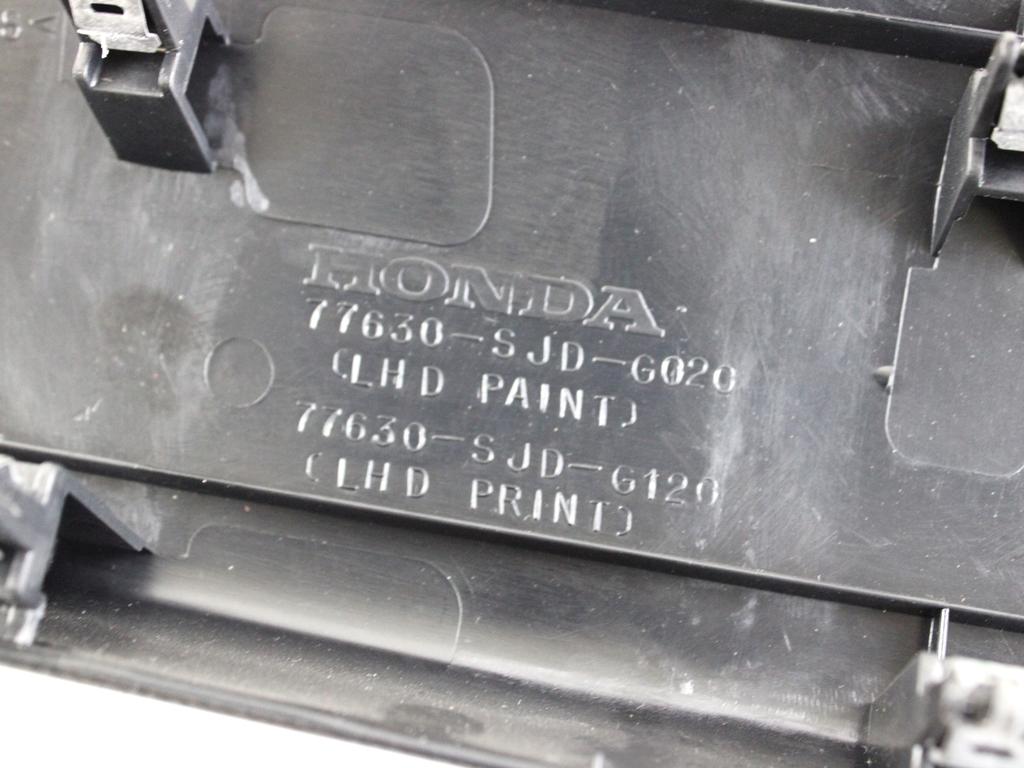 HONDA
77630-SJD-G020
(LHD PAINT)
77630-SJD-G120
(LHD PRINT)